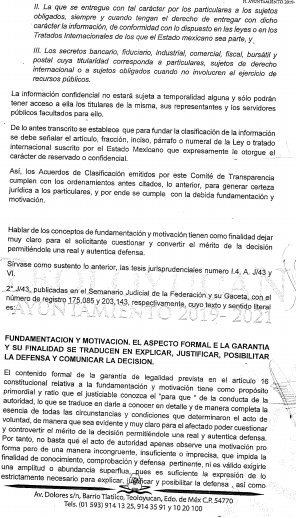 H. AYUNTAMIENTO 2019-
II. La que se entregue con tal carácter por los particulares a los sujetos
obligados, siempre y cuando tengan el derecho de entregar con dicho
carácter la información, de conformidad con lo dispuesto en las leyes o en los
Tratados Internacionales de los que el Estado mexicano sea parte, y
III. Los secretos bancario, fiduciario, industrial, comercial, fiscal, bursátil y
postal cuya titularidad corresponda a particulares, sujetos de derecho
internacional o a sujetos obligados cuando no involucren el ejercicio de
recursos públicos.
La información confidencial no estará sujeta a temporalidad alguna y sólo podrán
tener acceso a ella los titulares de la misma, sus representantes y los servidores
públicos facultados para ello.
De lo antes transcrito se establece que para fundar la clasificación de la información
se debe señalar el artículo, fracción, inciso, párrafo o numeral de la Ley o tratado
internacional suscrito por el Estado Mexicano que expresamente le otorgue el
carácter de reservado o confidencial.
Así, los Acuerdos de Clasificación emitidos por este Comité de Transparencia
cumplen con los ordenamientos antes citados, lo anterior, para generar certeza
jurídica a los particulares, y por ende se cumple con la debida fundamentación y
motivación.
Hablar de los conceptos de fundamentación y motivación tienen como finalidad dejar
muy claro para el solicitante cuestionar y convertir el mérito de la decisión
permitiéndole una real y autentica defensa.
Sírvase como sustento lo anterior, las tesis jurisprudenciales numero I.4, A. J/43 y
VI.
2° J/43, publicadas en el Semanario Judicial de la Federación y su Gaceta, con el
número de registro 175,085 y 203,143, respectivamente, cuyo texto y sentido literal
es:
AYUNTAMIENTO 2019-2021
FUNDAMENTACION Y MOTIVACION. EL ASPECTO FORMAL E LA GARANTIA
Y SU FINALIDAD SE TRADUCEN EN EXPLICAR, JUSTIFICAR, POSIBILITAR
LA DEFENSA Y COMUNICAR LA DECISION.
El contenido formal de la garantía de legalidad prevista en el artículo 16
constitucional relativa a la fundamentación y motivación tiene como propósito
primordial y ratio que el justiciable conozca el "para que " de la conducta de la
autoridad, lo que se traduce en darle a conocer en detalle y de manera completa la
esencia de todas las circunstancias y condiciones que determinaron el acto de
voluntad, de manera que sea evidente y muy claro para el afectado poder cuestionar
y controvertir el mérito de la decisión permitiéndole una real y autentica defensa.
Por tanto, no basta qué el acto de autoridad apenas observe una motivación pro
forma pero de una manera incongruente, insuficiente o imprecisa, que impida la
finalidad de conocimiento, comprobación y defensa pertinente, ni es válido exigirle
una amplitud o abundancia superflua, pues es suficiente la expresión de lo
estrictamente necesario para explicar, justificar y posibilitar la defensa , así como
Av. Dolores s/n, Barrio Tlatilco, Teoloyucan, Edo. de Méx C.P. 54770
Tels. (01 593) 914 13 25, 914 35 91 y 10 20 100